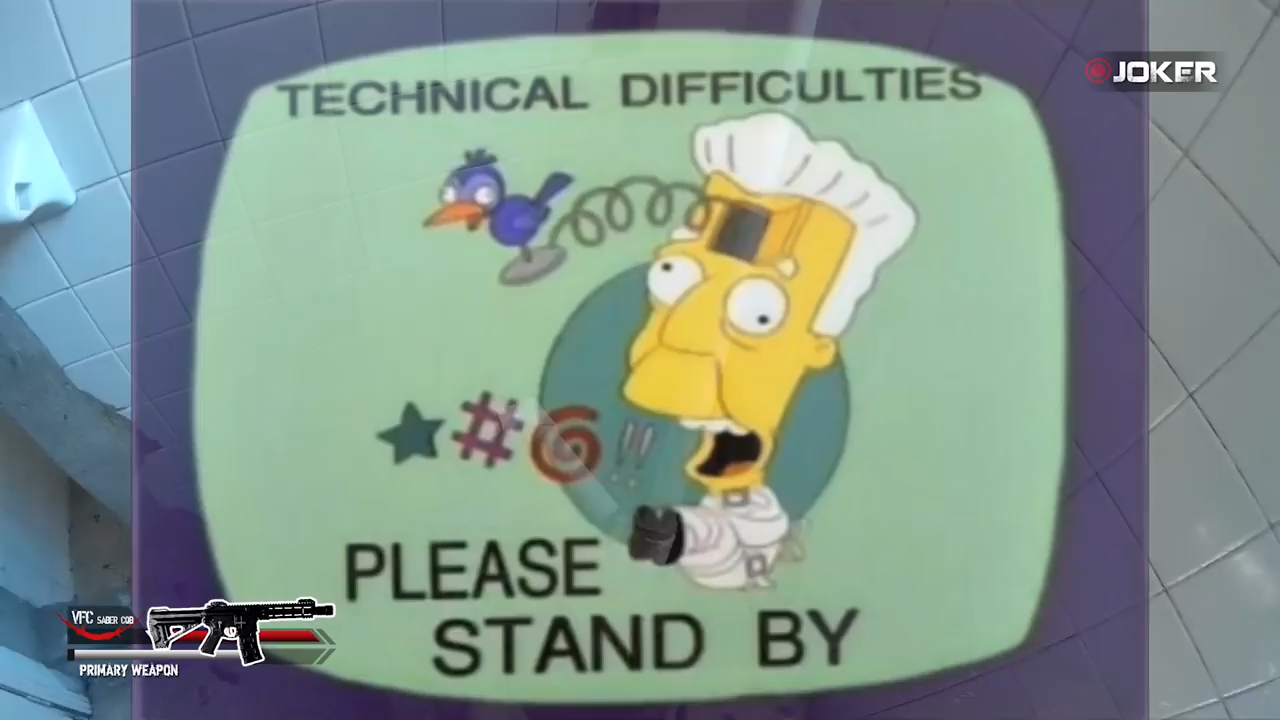 TECHNICAL DIFFICULTIES
JOKER
#
!!
PLEASE
STAND BY
VFC SABER CQB
PRIMARY WEAPON